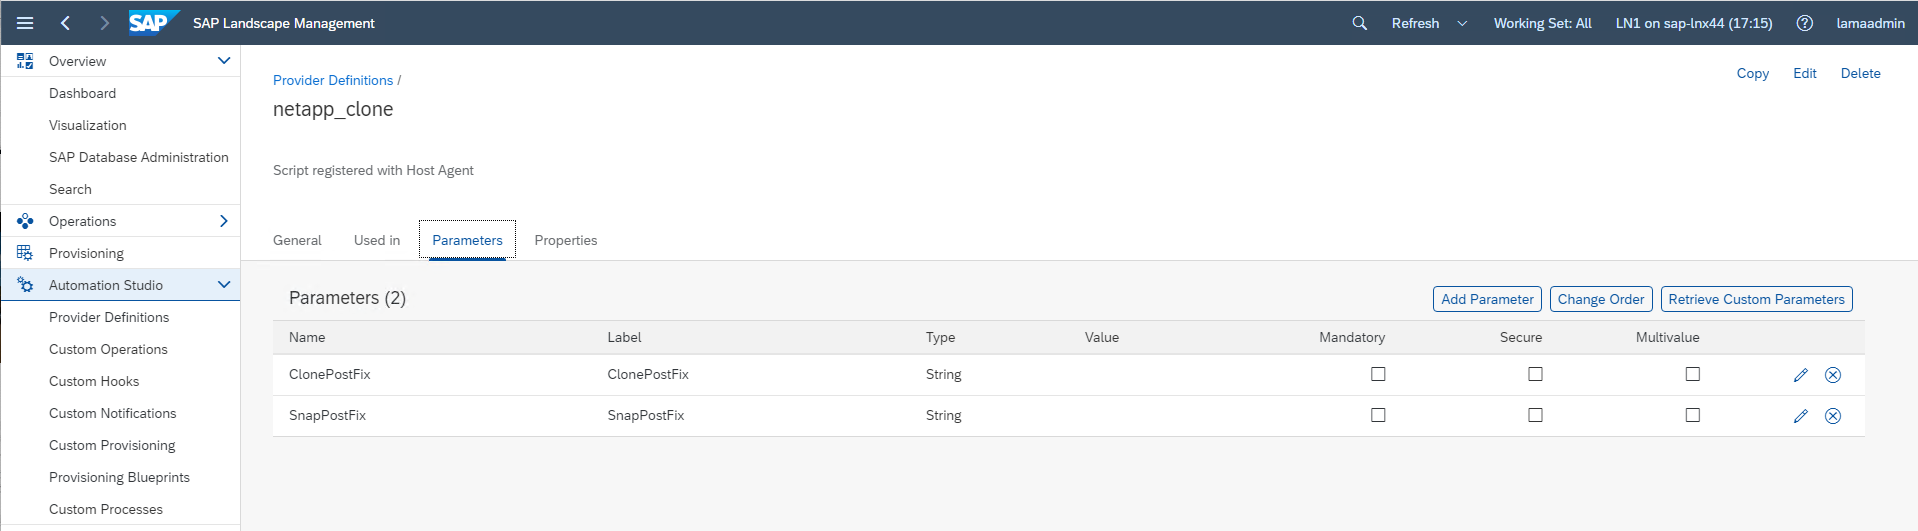 SAP SAP Landscape Management Refresh Working Set: All LN1 on sap-lnx44 (17:15) lamaadmin
Overview
Dashboard
Visualization
SAP Database Administration
Search
Operations
Provisioning
Automation Studio
Provider Definitions
Custom Operations
Custom Hooks
Custom Notifications
Custom Provisioning
Provisioning Blueprints
Custom Processes
Provider Definitions /
Copy Edit Delete
netapp_clone
Script registered with Host Agent
General Used in Parameters Properties
Parameters (2)
Add Parameter Change Order Retrieve Custom Parameters
Name Label Type Value Mandatory Secure Multivalue
ClonePostFix ClonePostFix String
SnapPostFix SnapPostFix String